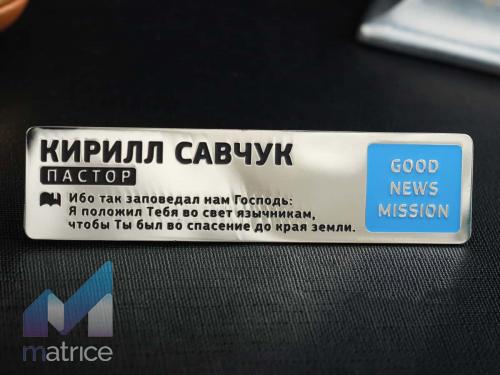 КИРИЛЛ САВЧУК
ПАСТОР
Ибо так заповедал нам Господь:
Я положил Тебя во свет язычникам,
чтобы Ты был во спасение до края земли.
GOOD
NEWS
MISSION
matrice